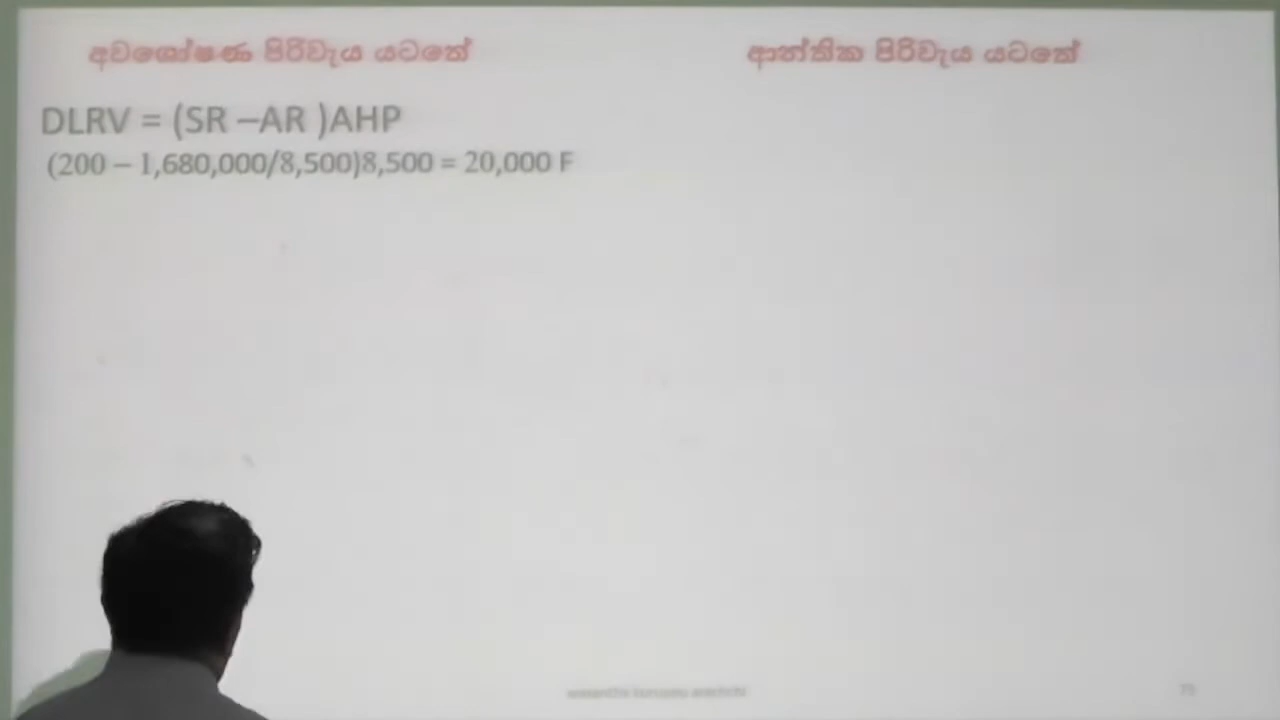 අවශෝෂණ පිරිවැය යටතේ
ආන්තික පිරිවැය යටතේ
DLRV = (SR –AR )AHP
(200 – 1,680,000/8,500)8,500 = 20,000 F